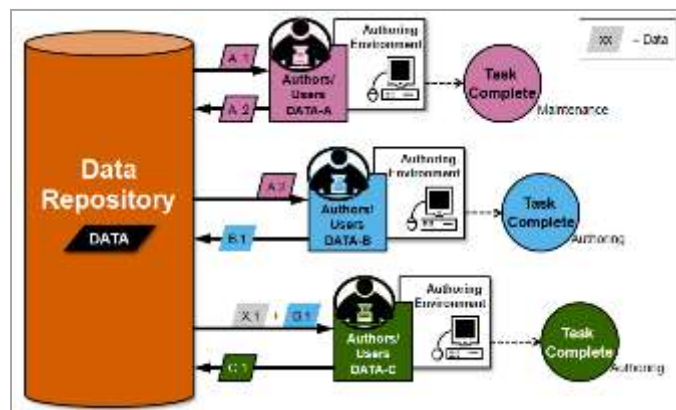 A.1
Authors/
Users
DATA-A
Authoring
Environment
Task
Complete
Maintenance
xx
- Data
A.2
Data
Repository
DATA
A.2
Authors/
Users
DATA-B
Authoring
Environment
Task
Complete
Authoring
B.1
X.1
Authors/
Users
DATA-C
Authoring
Environment
Task
Complete
Authoring
C.1